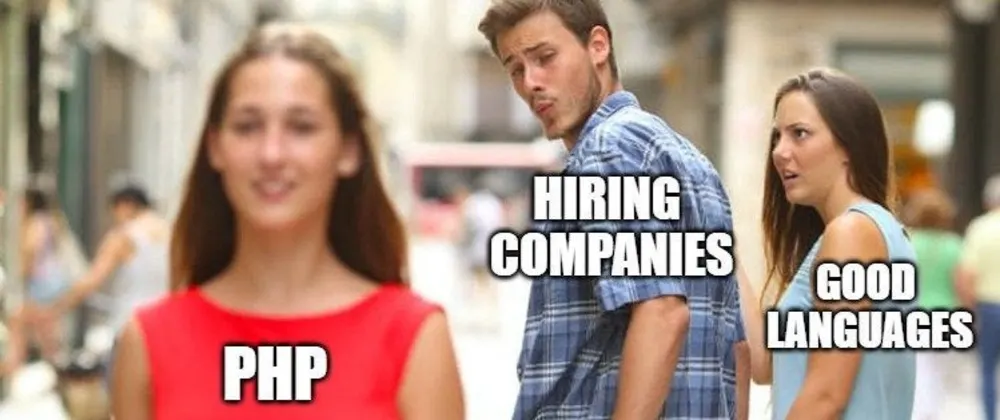 PHP
HIRING
COMPANIES
GOOD
LANGUAGES